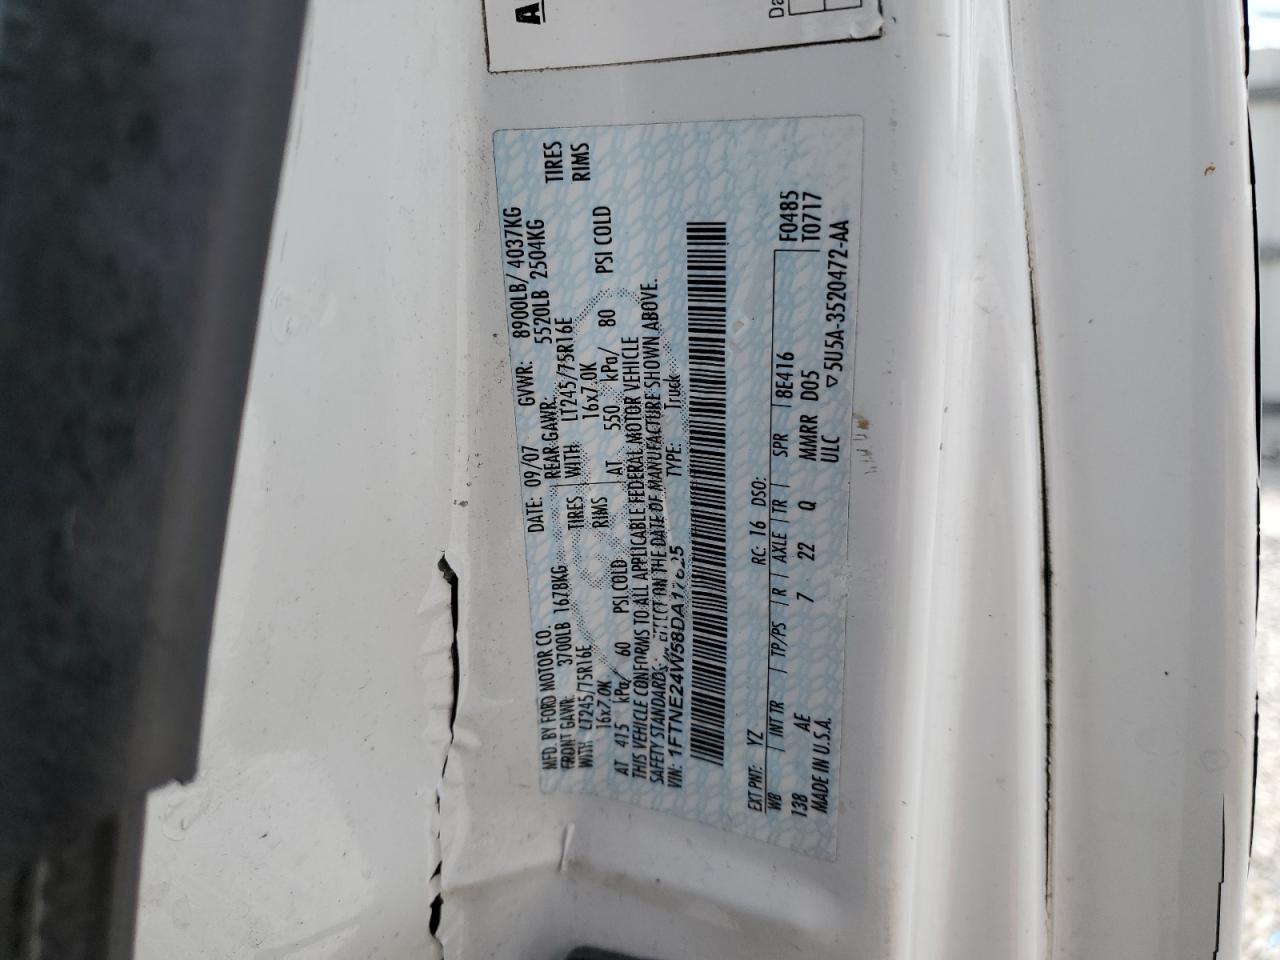 A
Da
MFD. BY FORD MOTOR CO.
DATE: 09/07 GVWR: 8900LB/ 4037KG
FRONT GAWR: 3700LB 1678KG REAR GAWR: 5520LB 2504KG
WITH LT245/75R16E TIRES WITH LT245/75R16E TIRES
16x7.0K RIMS 16x7.0K RIMS
AT 415 kPa/ 60 PSI COLD AT 550 kPa/ 80 PSI COLD
THIS VEHICLE CONFORMS TO ALL APPLICABLE FEDERAL MOTOR VEHICLE
SAFETY STANDARDS IN EFFECT ON THE DATE OF MANUFACTURE SHOWN ABOVE.
VIN: TYPE: Truck
EXT PNT: YZ RC: 16 DSO:
WB INT TR TP/PS R AXLE TR SPR 8E416 F0485
138 AE 7 22 Q MMRR D05 T0717
MADE IN U.S.A. ULC ▽5U5A-3520472-AA